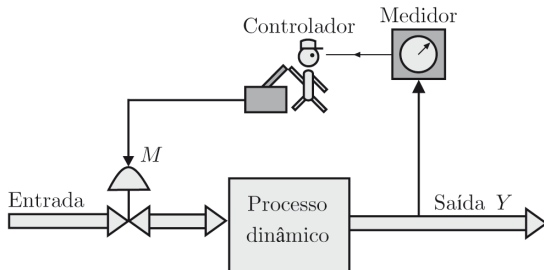 Medidor
Controlador
M
Entrada
Processo
dinâmico
Saída Y